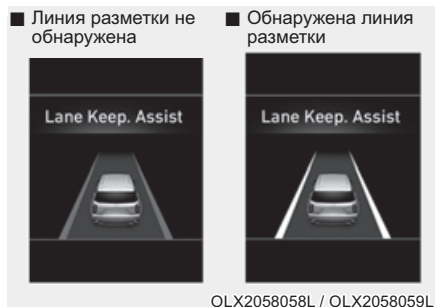 ■ Линия разметки не
обнаружена
■ Обнаружена линия
разметки
Lane Keep. Assist
Lane Keep. Assist
OLX2058058L / OLX2058059L